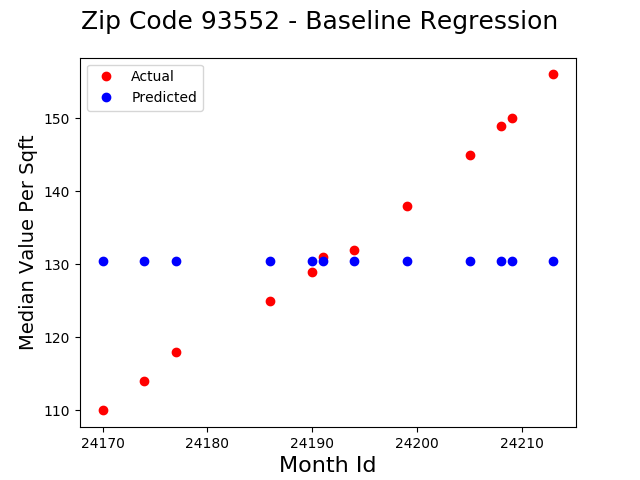 Zip Code 93552 - Baseline Regression
Actual
Predicted
Median Value Per Sqft
150
140
130
120
110
24170 24180 24190 24200 24210
Month Id